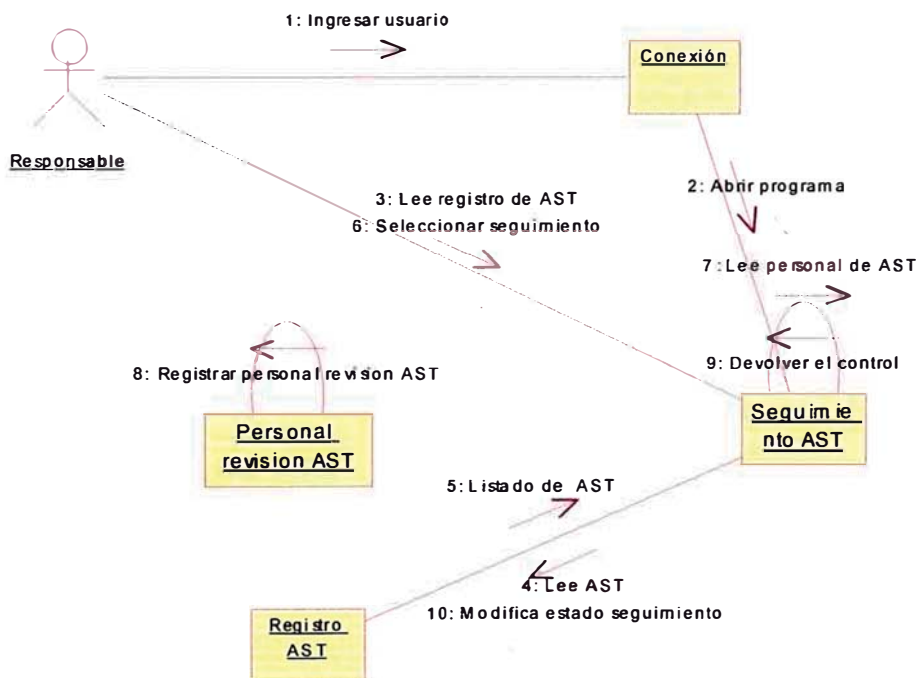 1: Ingresar usuario
Conexión
Responsable
2: Abrir programa
3: Lee registro de AST
6: Seleccionar seguimiento
7: Lee personal de AST
8: Registrar personal revision AST
9: Devolver el control
Personal
revision AST
Seguimie
nto AST
5: Listado de AST
4: Lee AST
10: Modifica estado seguimiento
Registro
AST